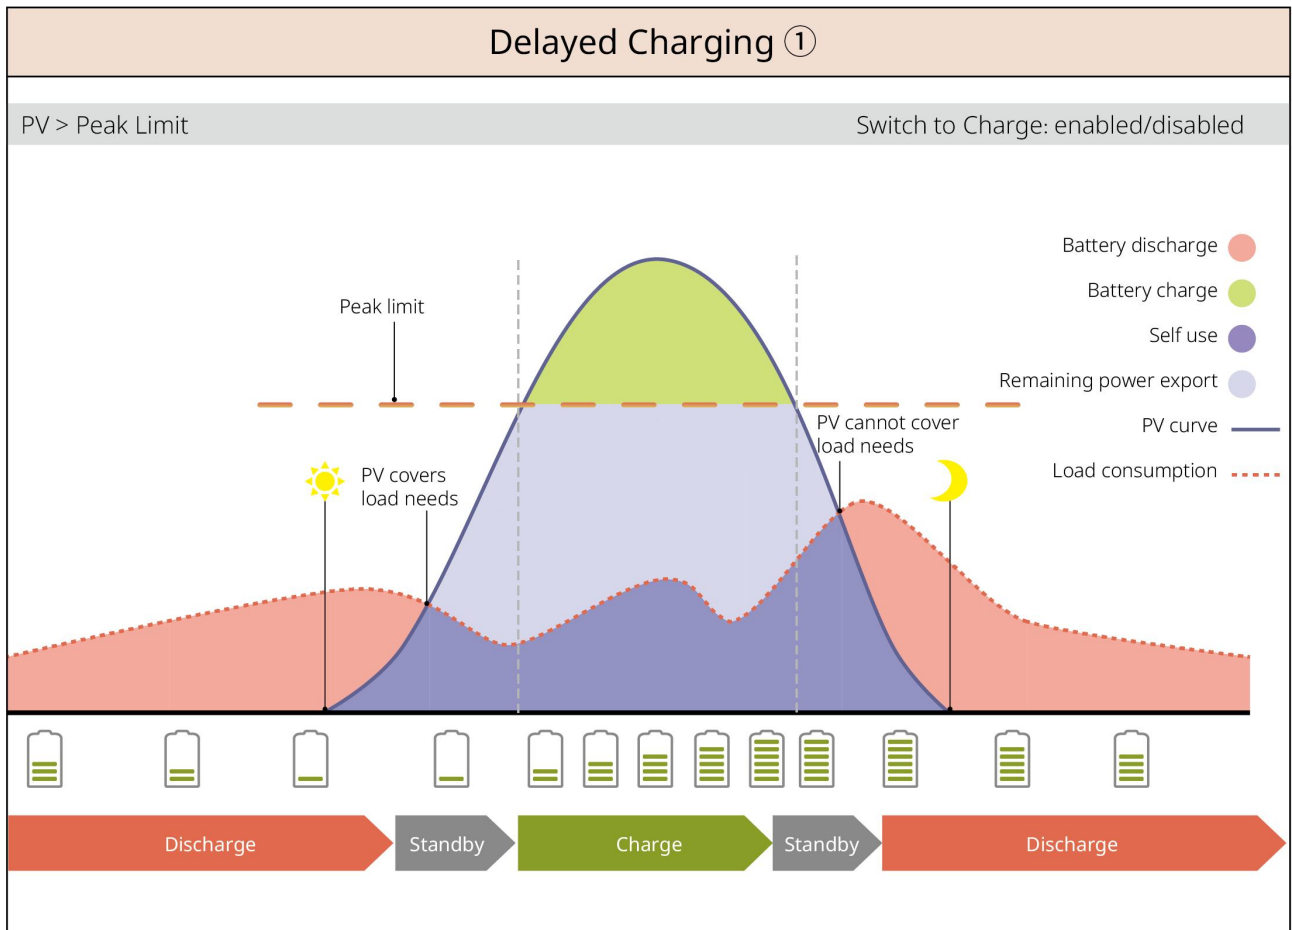 Delayed Charging ①
PV > Peak Limit
Switch to Charge: enabled/disabled
Battery discharge
Battery charge
Self use
Remaining power export
PV curve
Load consumption
Peak limit
PV covers
load needs
PV cannot cover
load needs
Discharge
Standby
Charge
Standby
Discharge